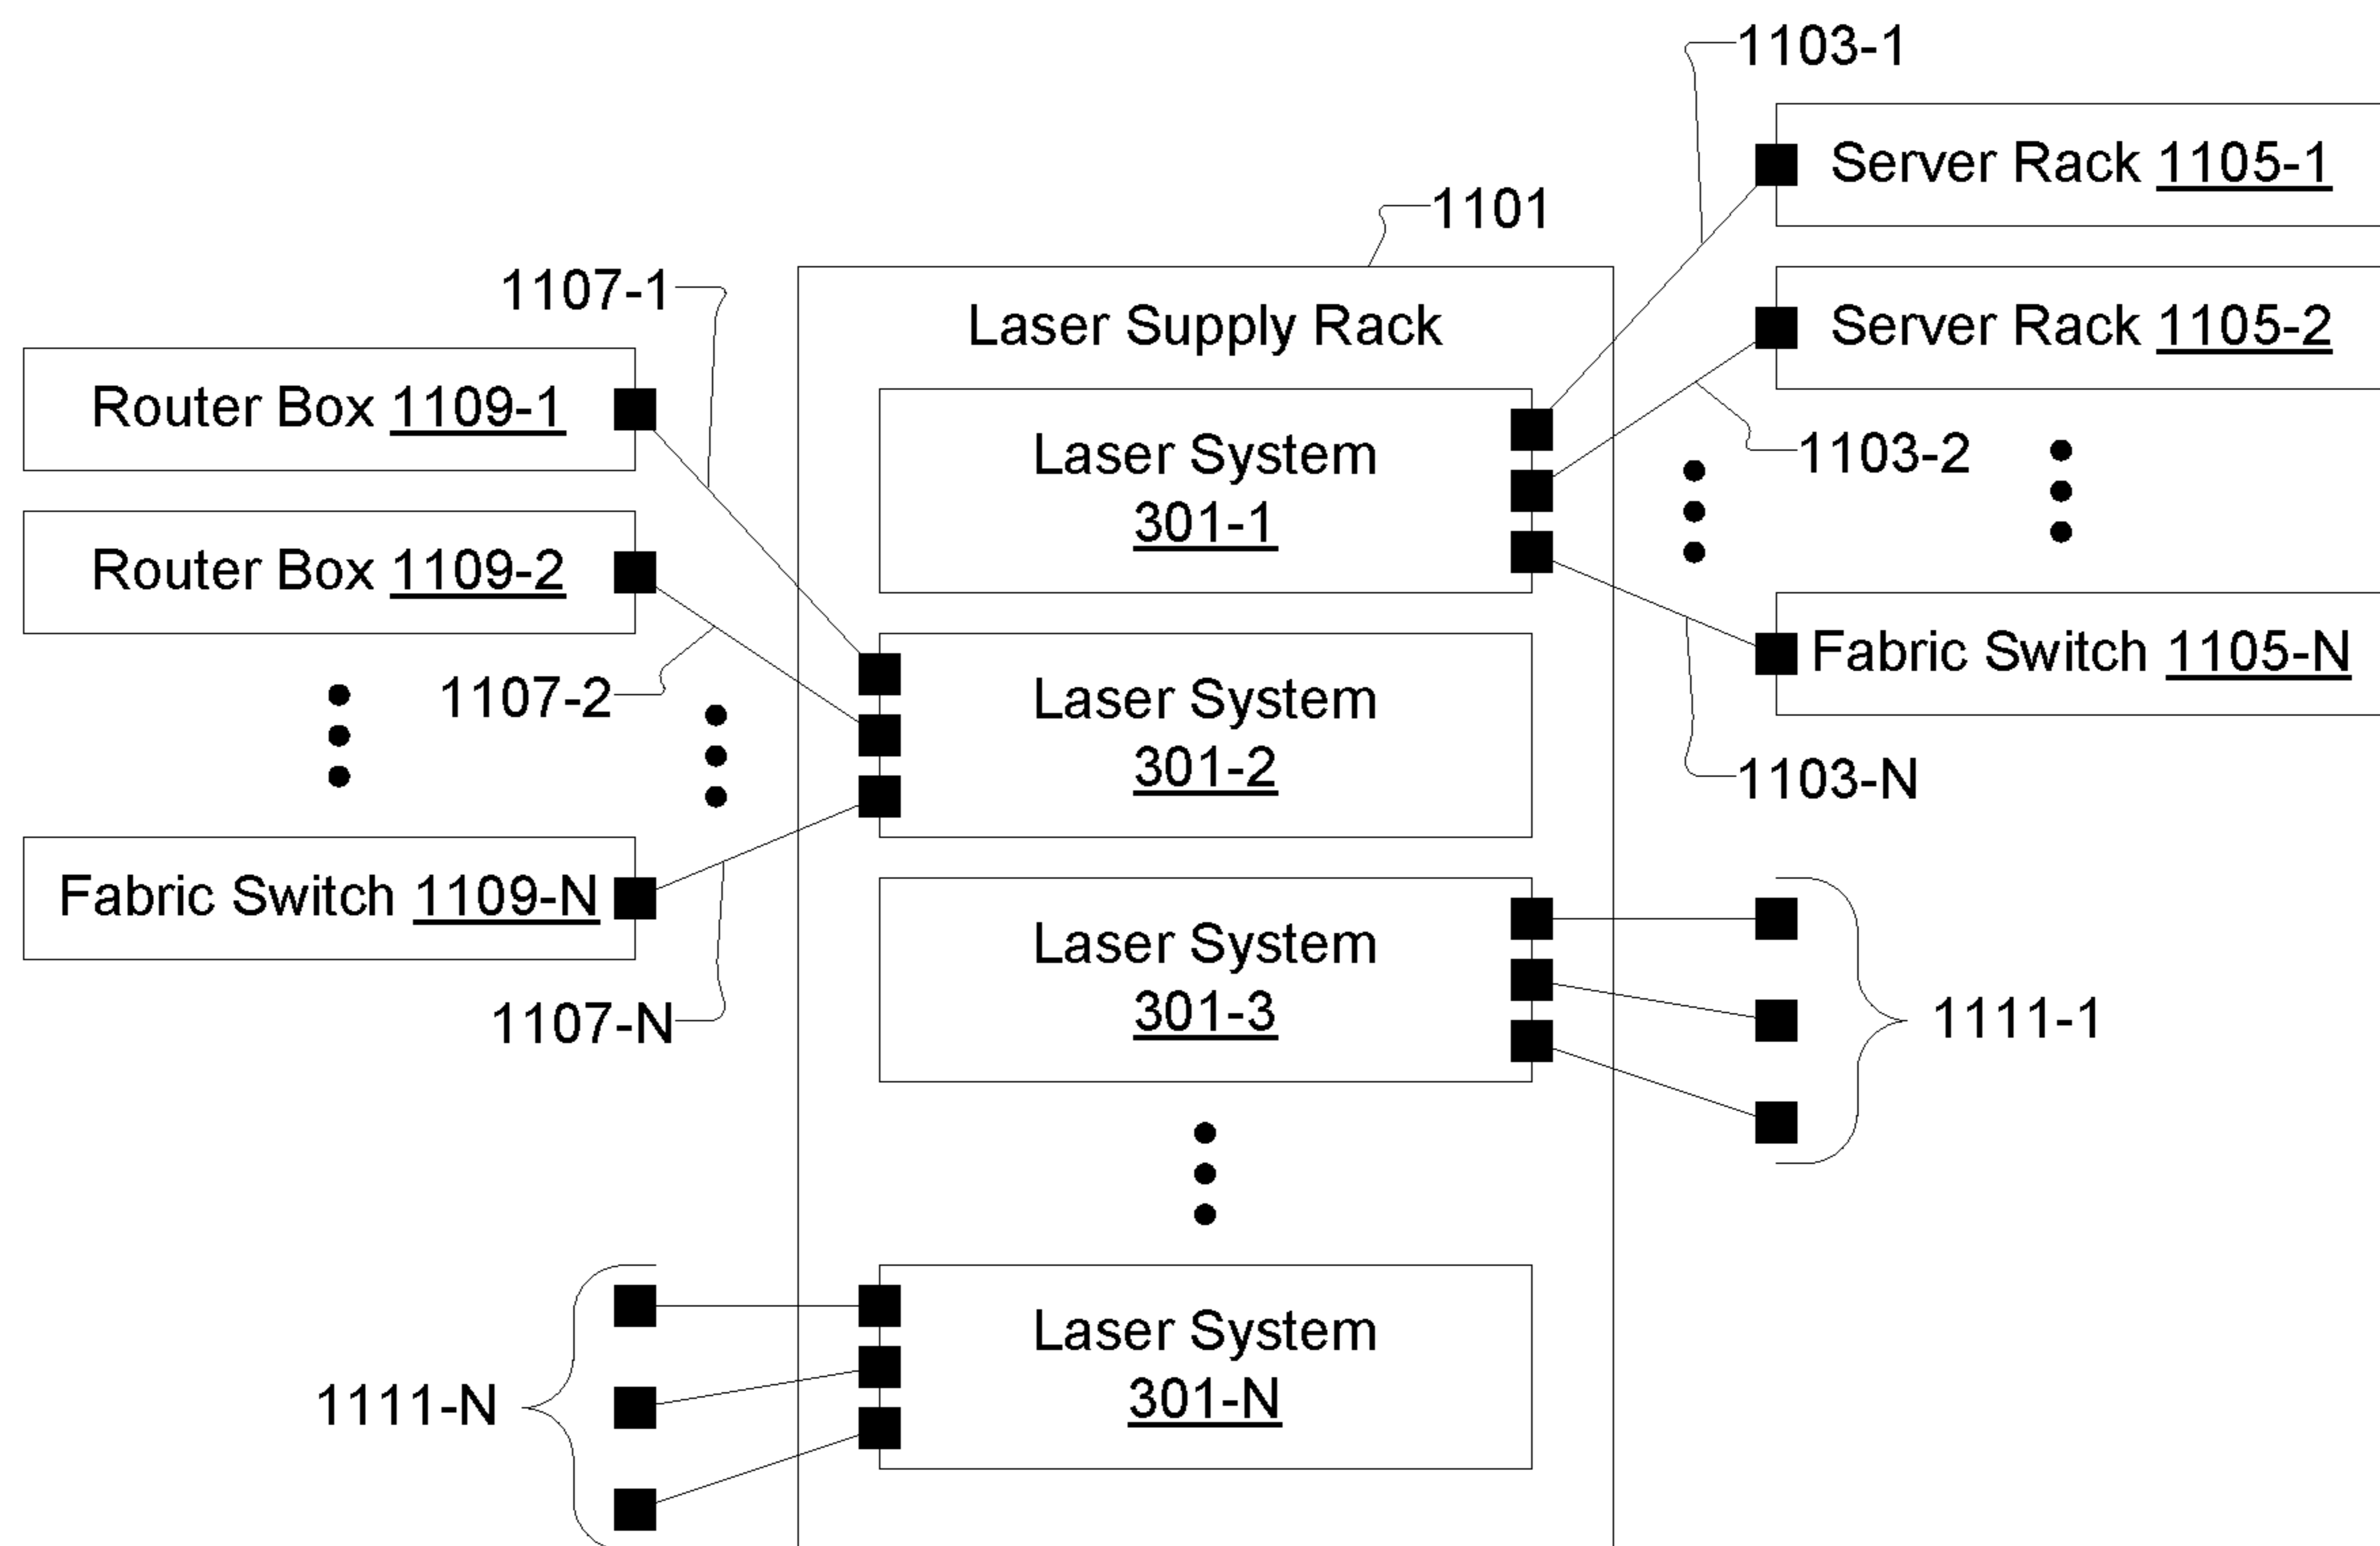 1103-1
Server Rack 1105-1
1101
1107-1
Laser Supply Rack
Server Rack 1105-2
Router Box 1109-1
Laser System
301-1
1103-2
Router Box 1109-2
Fabric Switch 1105-N
1107-2
Laser System
301-2
1103-N
Fabric Switch 1109-N
Laser System
301-3
1107-N
1111-1
Laser System
301-N
1111-N